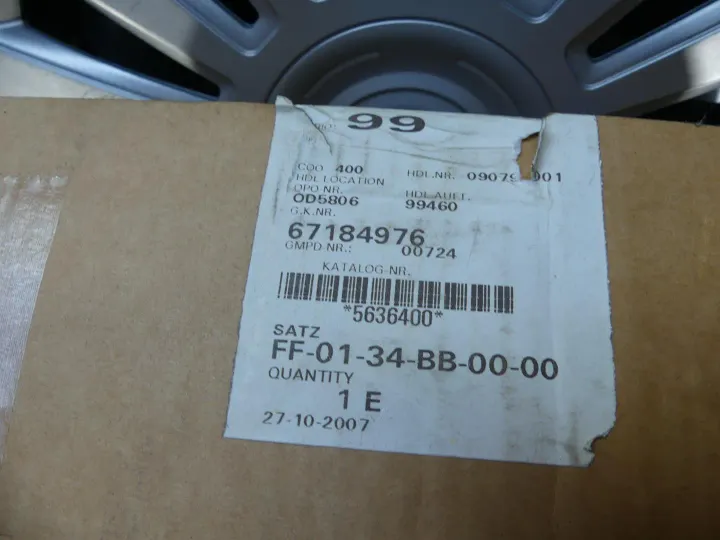 99
COO 400 HDL.NR. 09079 001
HDL LOCATION
OPO NR. HDL.AUFT.
OD5806 99460
G.K.NR.
67184976
GMPD-NR.: 00724
KATALOG-NR.
*5636400*
SATZ
FF-01-34-BB-00-00
QUANTITY
1 E
27-10-2007